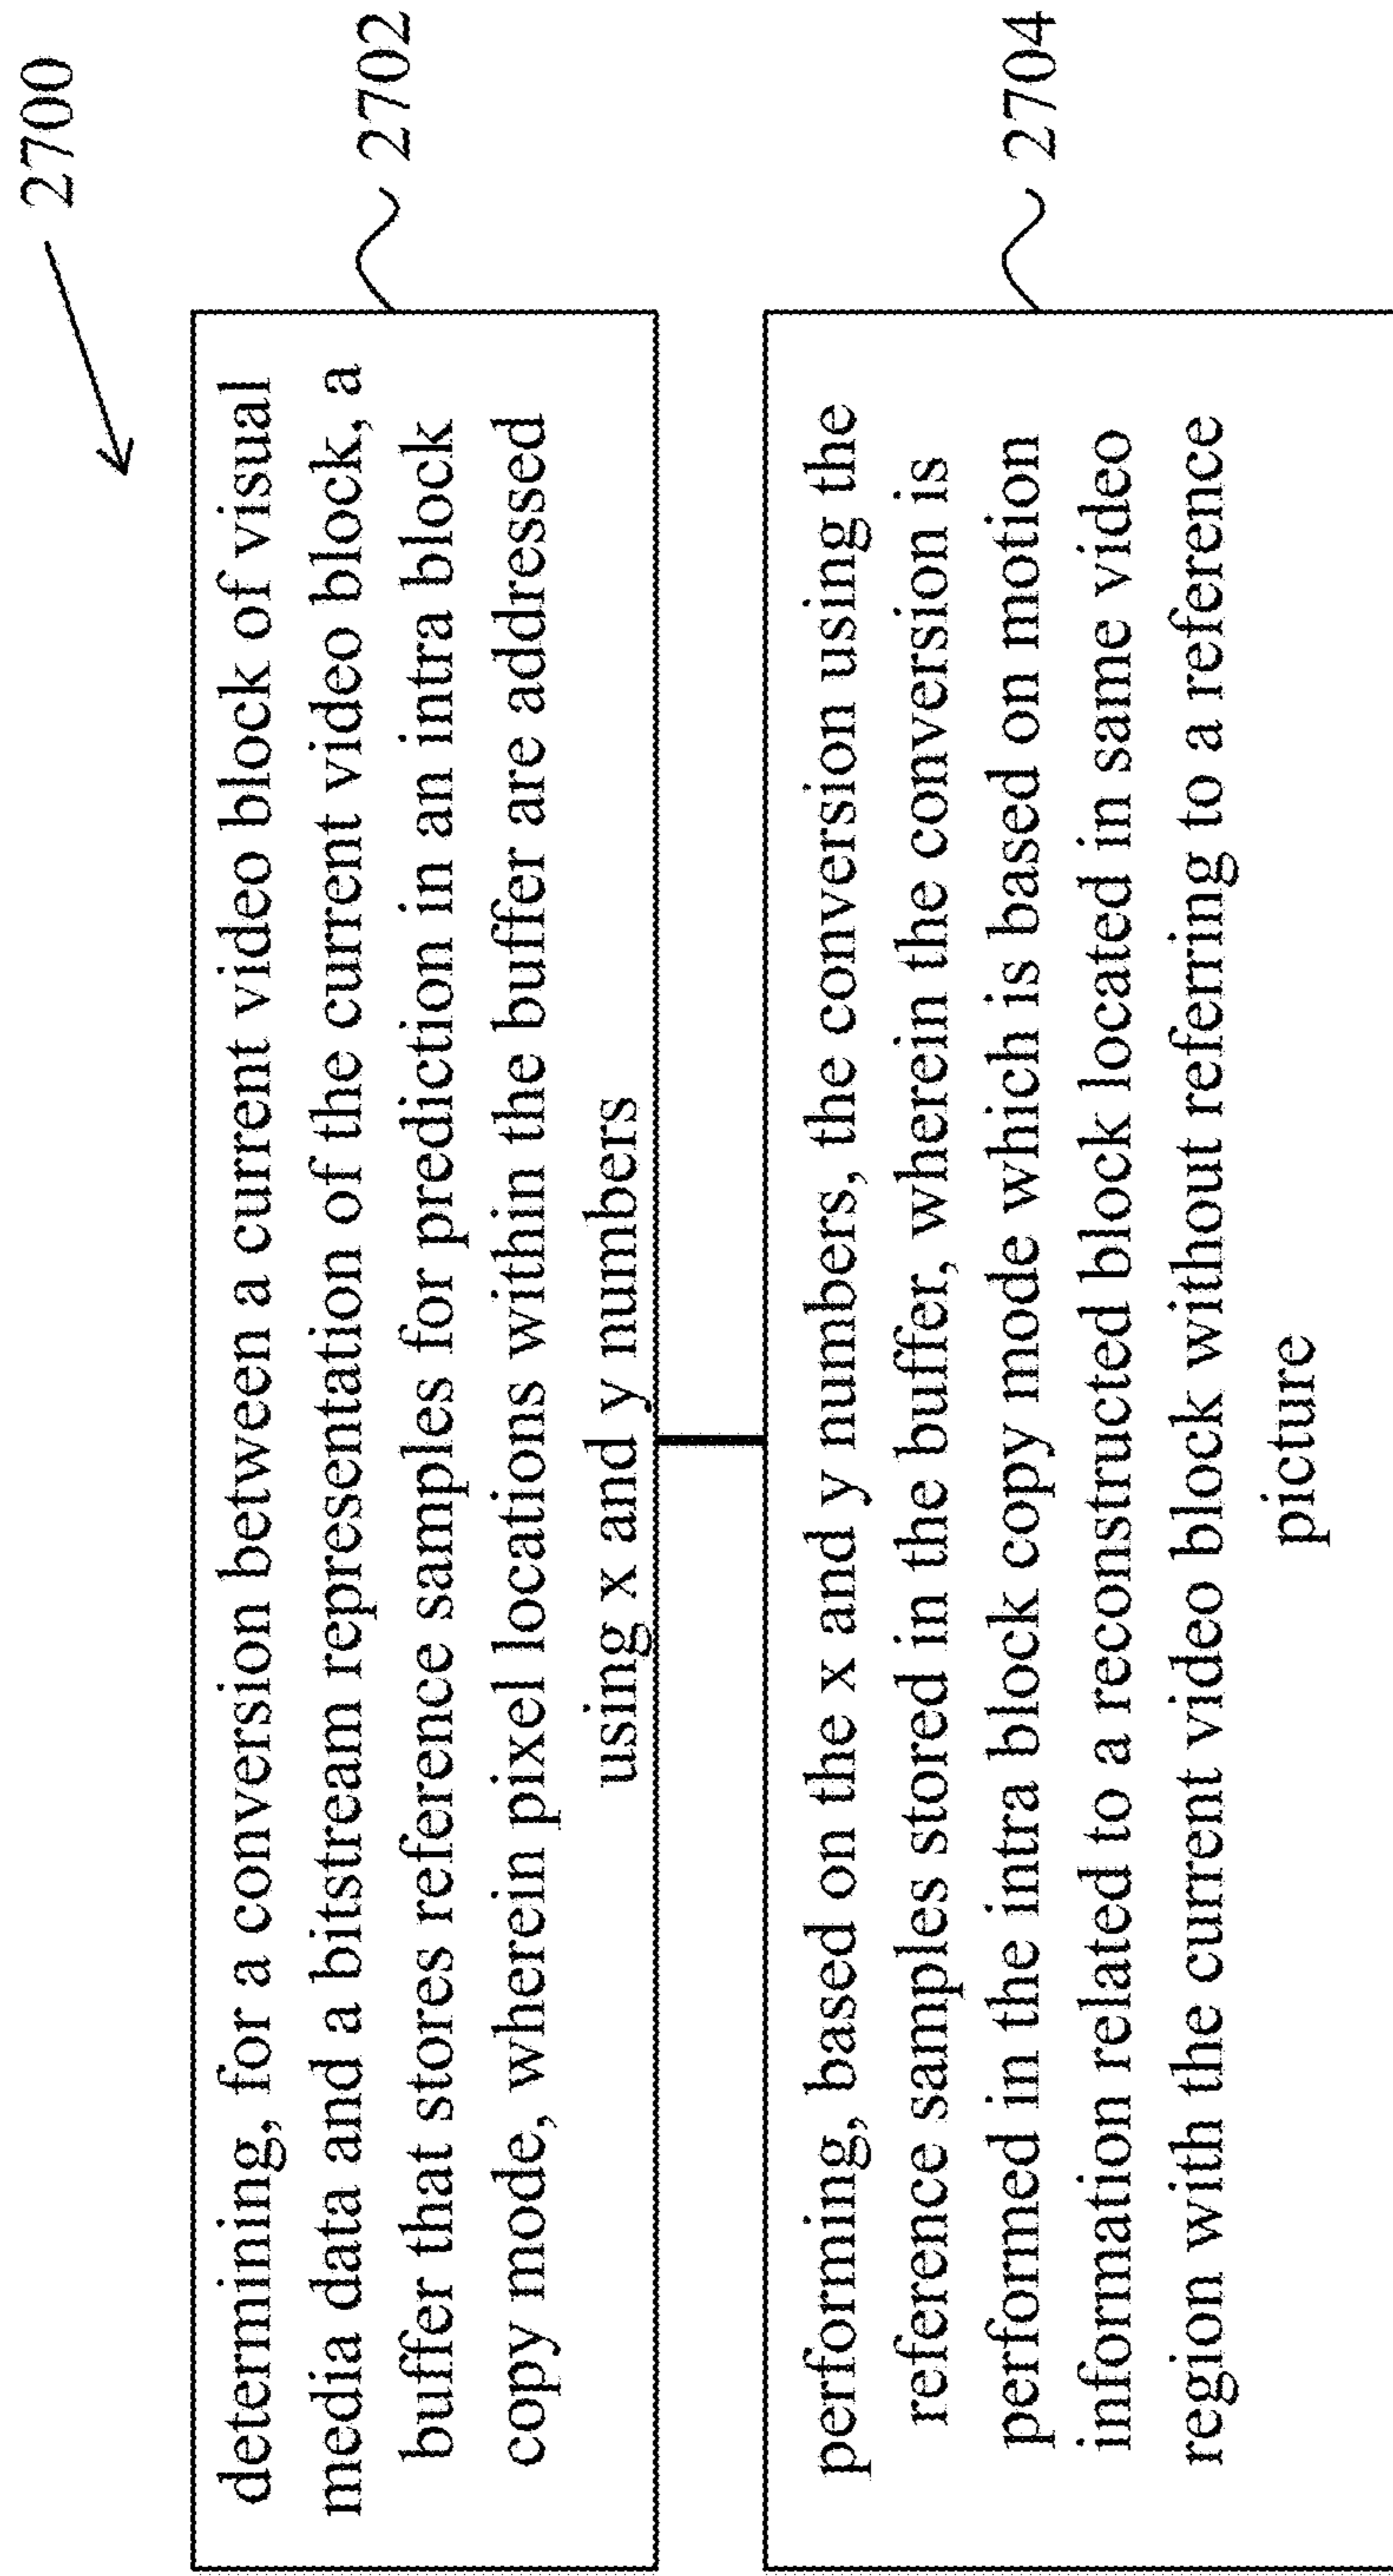 2700
determining, for a conversion between a current video block of visual
media data and a bitstream representation of the current video block, a
buffer that stores reference samples for prediction in an intra block
copy mode, wherein pixel locations within the buffer are addressed
using x and y numbers
2702
performing, based on the x and y numbers, the conversion using the
reference samples stored in the buffer, wherein the conversion is
performed in the intra block copy mode which is based on motion
information related to a reconstructed block located in same video
region with the current video block without referring to a reference
picture
2704